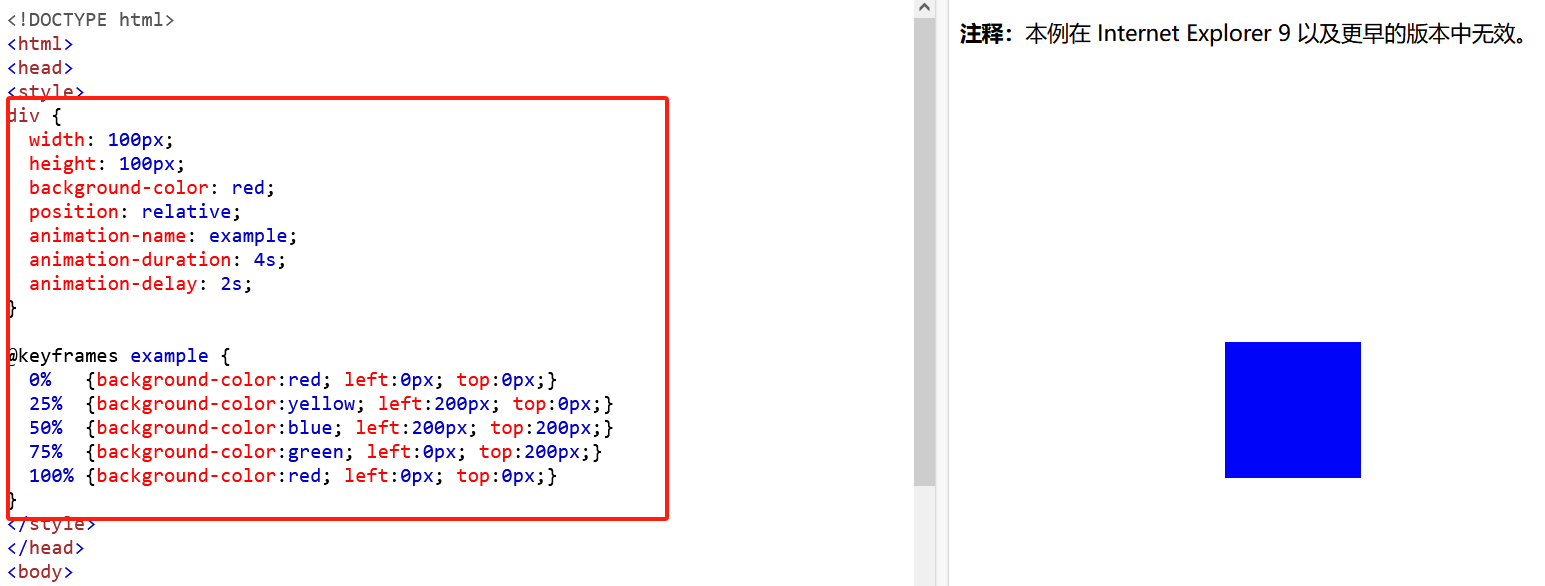 <!DOCTYPE html>
<html>
<head>
<style>
div {
  width: 100px;
  height: 100px;
  background-color: red;
  position: relative;
  animation-name: example;
  animation-duration: 4s;
  animation-delay: 2s;
}
@keyframes example {
  0%   {background-color:red; left:0px; top:0px;}
  25%  {background-color:yellow; left:200px; top:0px;}
  50%  {background-color:blue; left:200px; top:200px;}
  75%  {background-color:green; left:0px; top:200px;}
  100% {background-color:red; left:0px; top:0px;}
}
</style>
</head>
<body>
注释：本例在 Internet Explorer 9 以及更早的版本中无效。